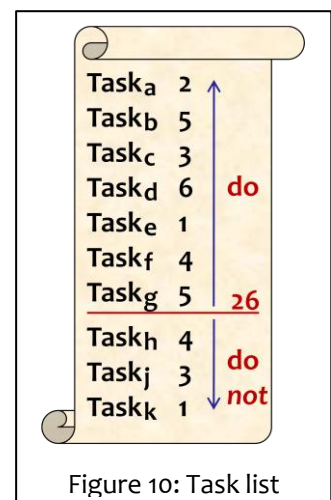 Taska 2
Taskb 5
Taskc 3
Taskd 6 do
Taske 1
Taskf 4
Taskg 5 26
Taskh 4
Taskj 3 do
Taskk 1 not
Figure 10: Task list